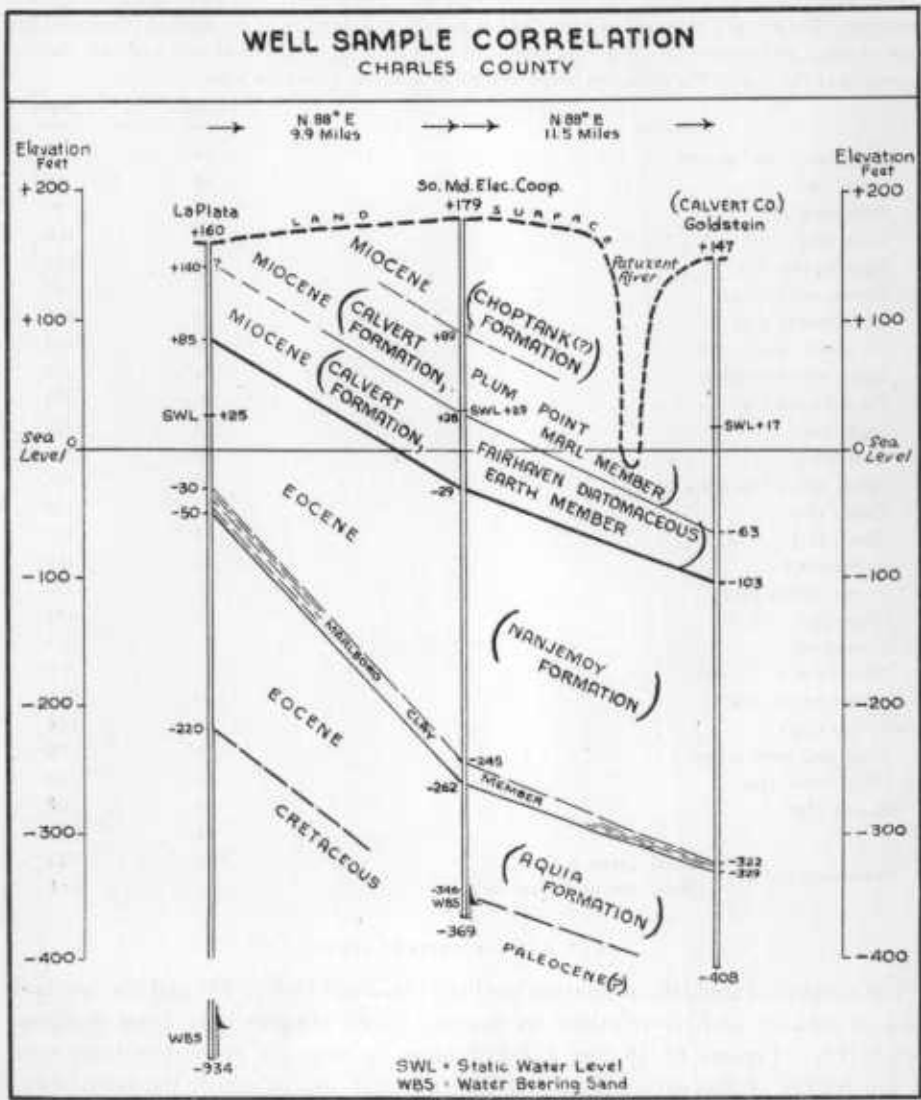 WELL SAMPLE CORRELATION
CHARLES COUNTY
N 88° E
9.9 Miles
N 88° E
11.5 Miles
Elevation
Feet
Elevation
Feet
+200
+200
+100
+100
Sea
Level
0
0 Sea
Level
-100
-100
-200
-200
-300
-300
-400
-400
La Plata
+160
So. Md. Elec. Coop.
+179
(CALVERT CO.)
Goldstein
+147
LAND
SURFACE
Patuxent
River
+140
?
+85
SWL +25
-30
-50
-220
WBS
-934
MIOCENE
MIOCENE
MIOCENE
(CALVERT
FORMATION,
(CALVERT
FORMATION,
(CHOPTANK(?)
FORMATION)
PLUM POINT
MARL MEMBER)
FAIRHAVEN DIATOMACEOUS
EARTH MEMBER)
SWL +29
-29
-245
-262
-346
WBS
-369
SWL +17
-63
-103
-322
-329
-408
EOCENE
(NANJEMOY
FORMATION)
MARLBORO CLAY MEMBER
EOCENE
(AQUIA
FORMATION)
CRETACEOUS
PALEOCENE(?)
SWL = Static Water Level
WBS = Water Bearing Sand